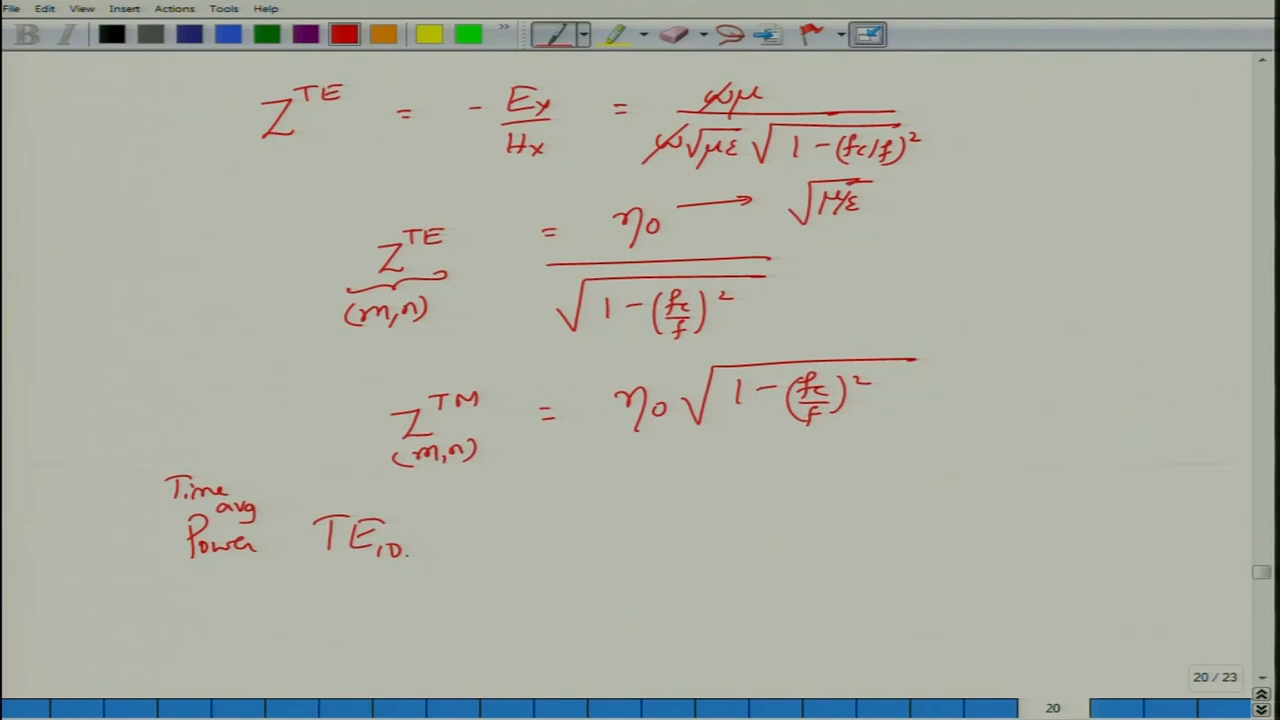 File Edit View Insert Actions Tools Help
B I
Z^TE = - Ey/Hx = ωμ / ω√με √1-(fc/f)²
Z^TE (m,n) = η0 / √1-(fc/f)² → √μ/ε
Z^TM (m,n) = η0 √1-(fc/f)²
Time
avg
Power TE10.
20 / 23
20